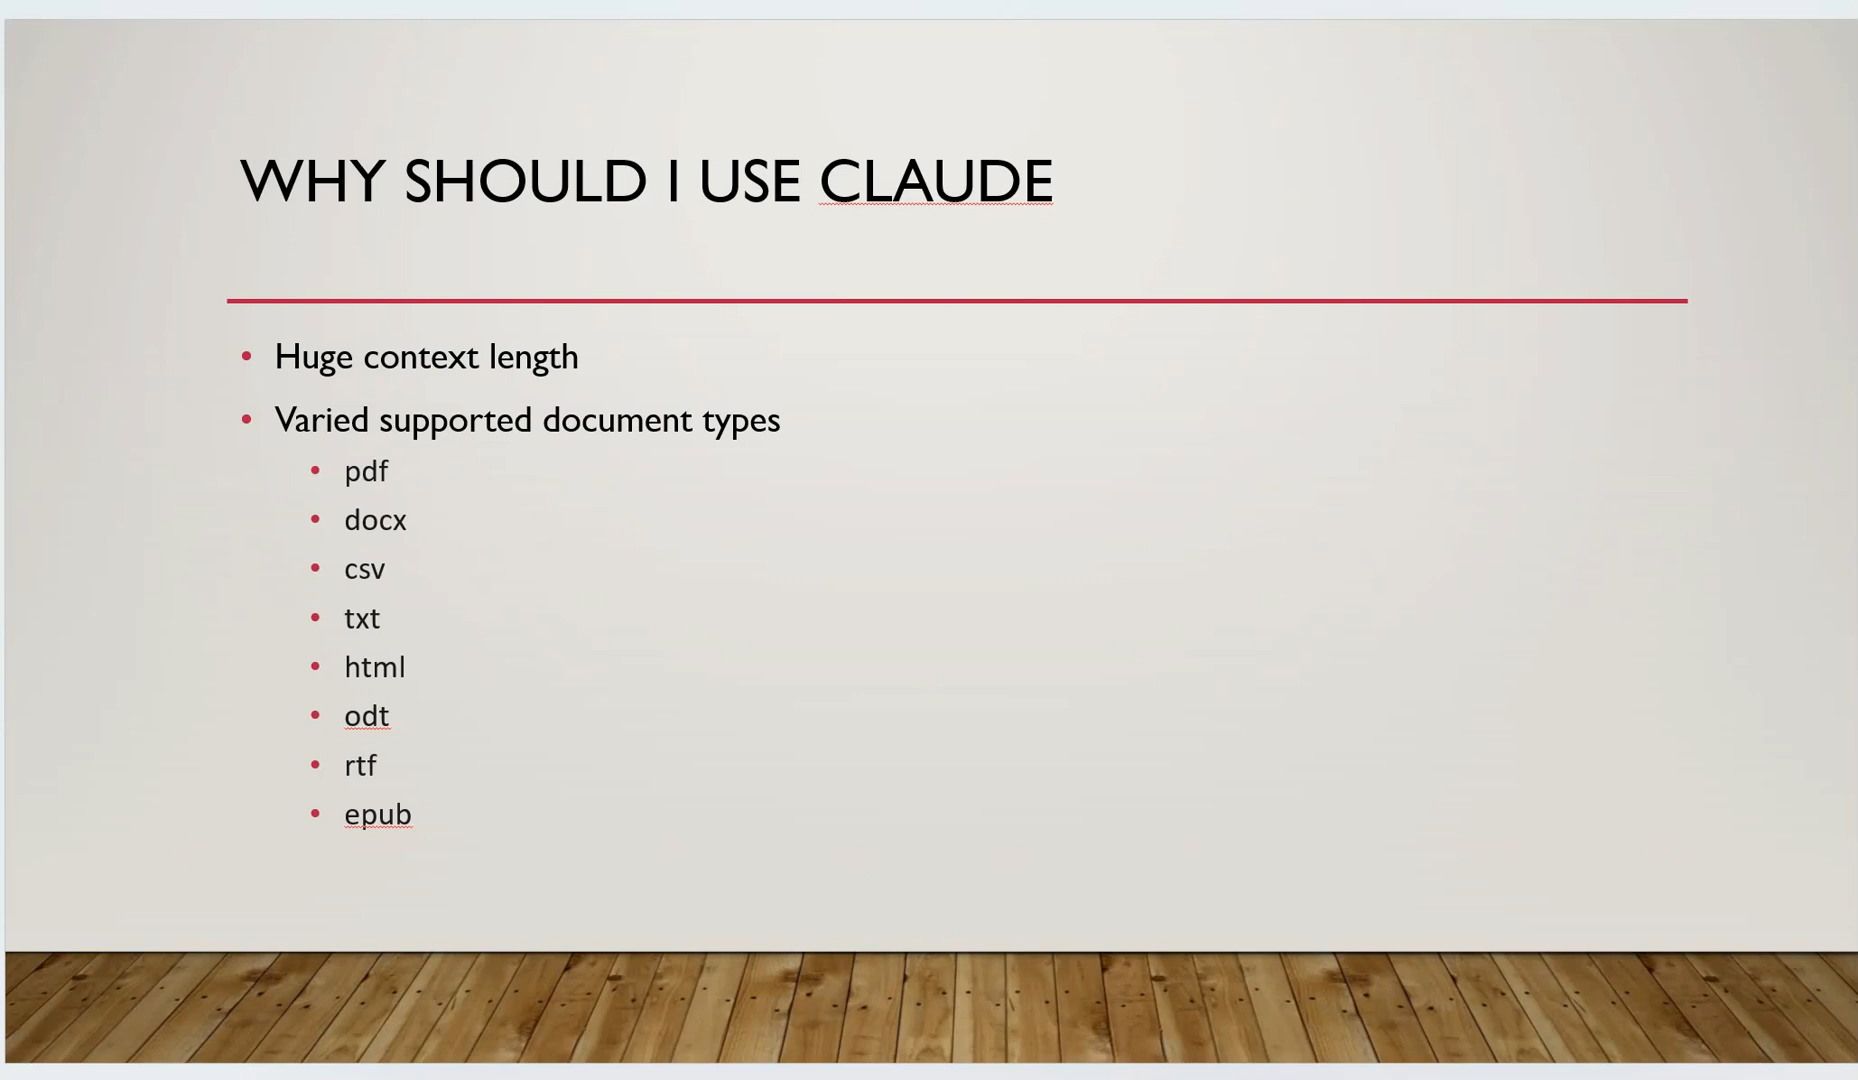 WHY SHOULD I USE CLAUDE
Huge context length
Varied supported document types
pdf
docx
csv
txt
html
odt
rtf
epub